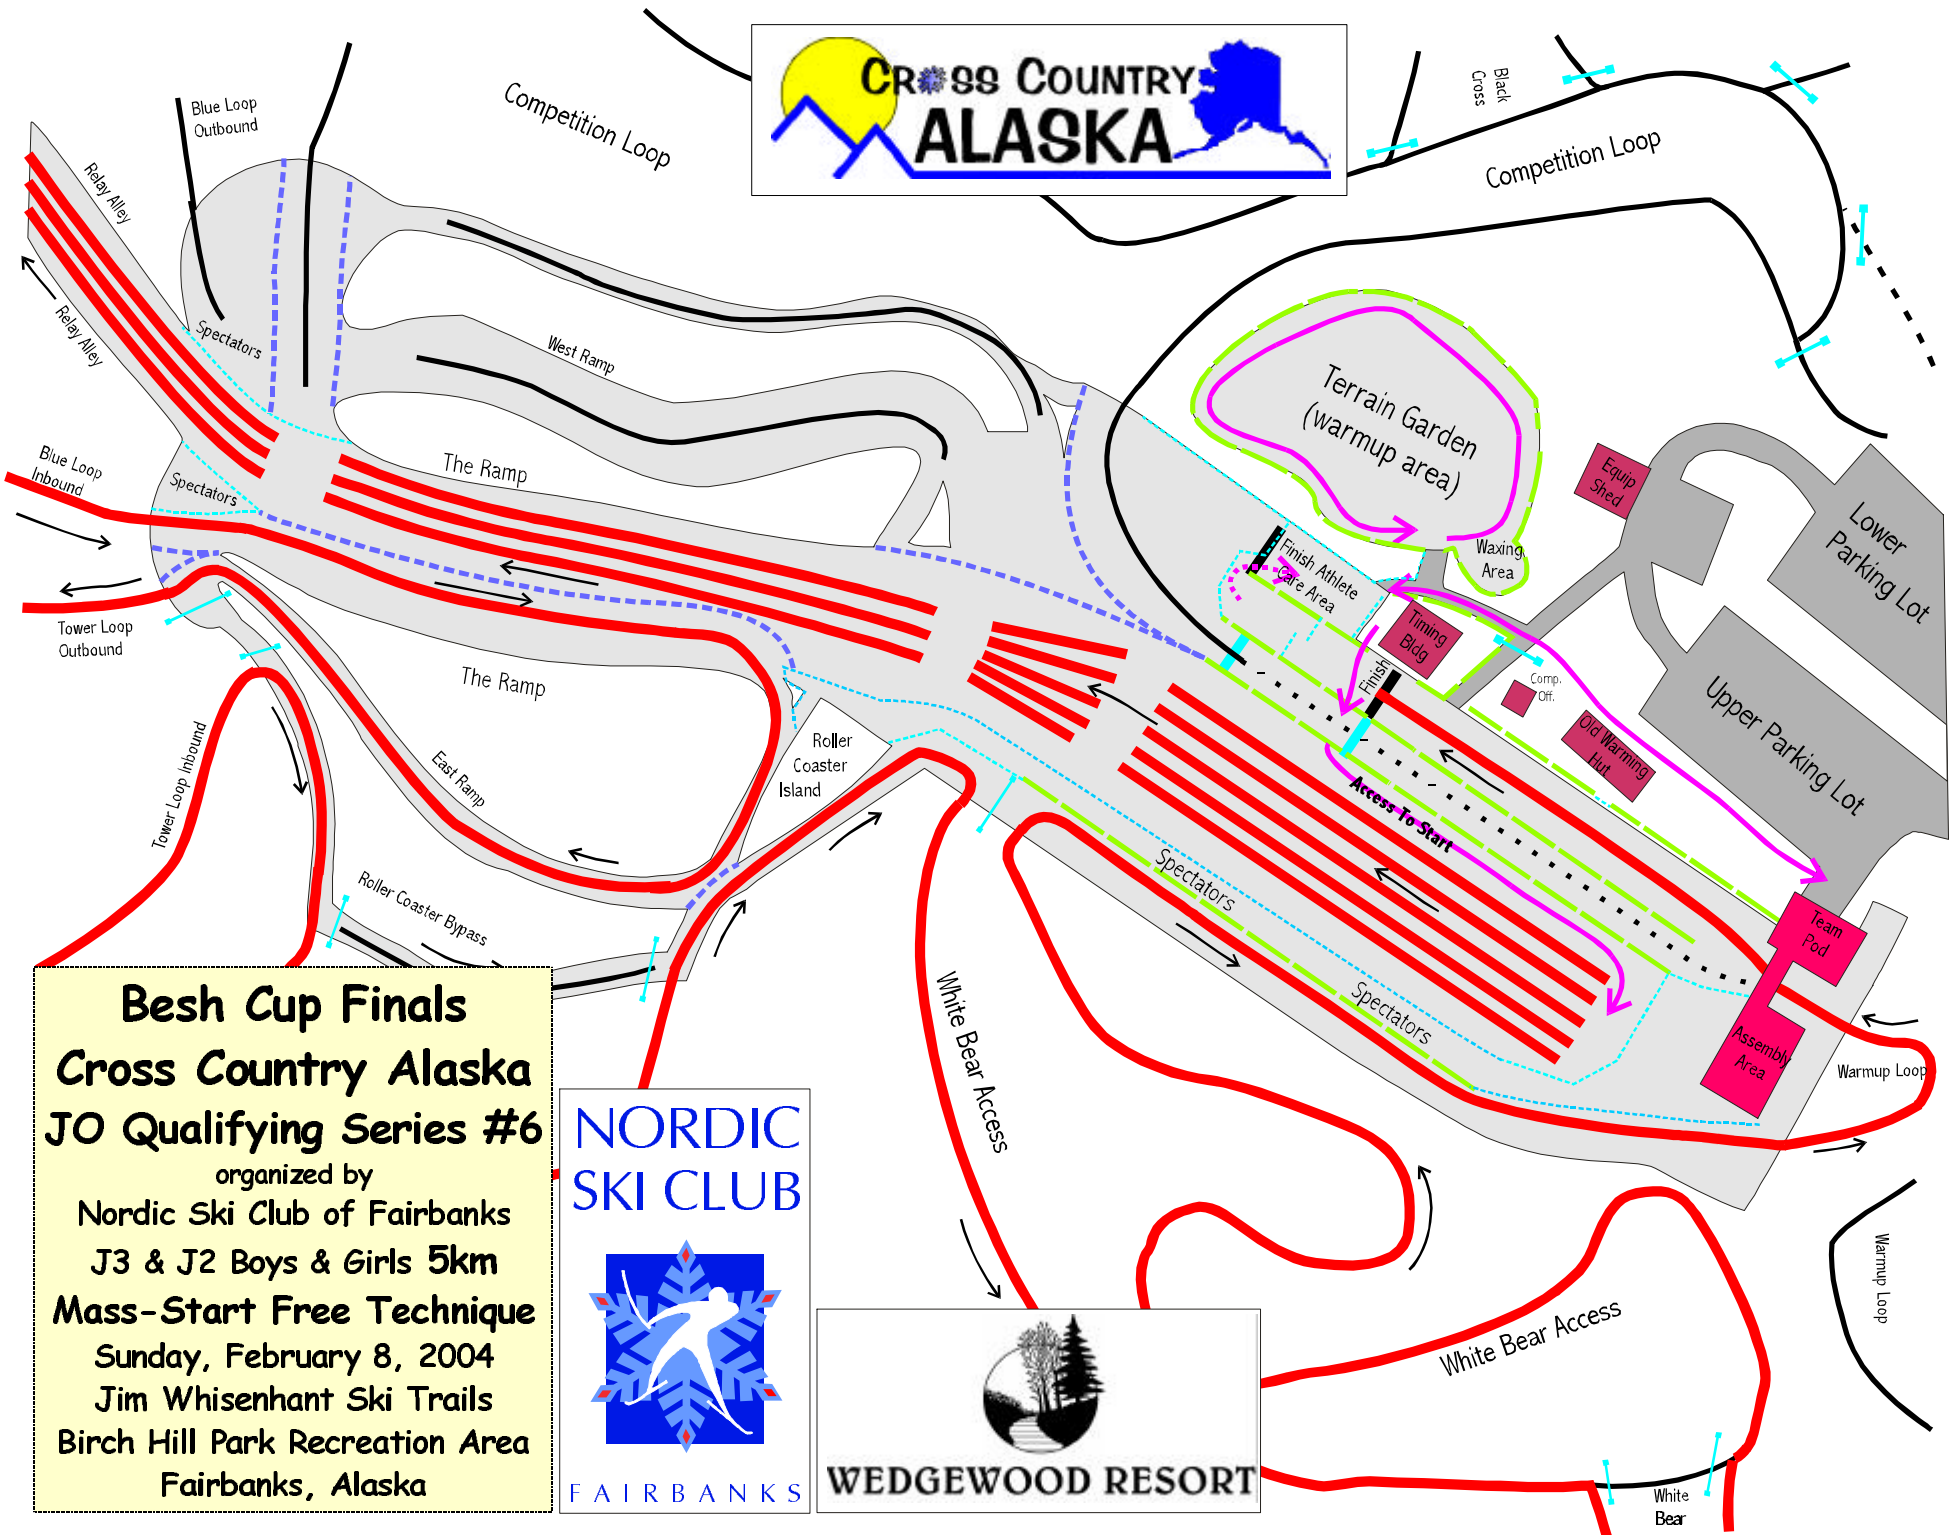 CROSS COUNTRY
ALASKA
Blue Loop
Outbound
Competition Loop
Black
Cross
Competition Loop
Relay Alley
Relay Alley
Spectators
West Ramp
Terrain Garden
(warmup area)
Equip
Shed
Lower
Parking Lot
Blue Loop
Inbound
Spectators
The Ramp
Waxing
Area
Finish Athlete
Care Area
Timing
Bldg
Tower Loop
Outbound
The Ramp
Finish
Comp.
Off.
Upper Parking Lot
Old Warming
Hut
Roller
Coaster
Island
Tower Loop Inbound
East Ramp
Access To Start
Spectators
Roller Coaster Bypass
Team
Pod
Spectators
White Bear Access
Assembly
Area
Warmup Loop
Besh Cup Finals
Cross Country Alaska
JO Qualifying Series #6
organized by
Nordic Ski Club of Fairbanks
J3 & J2 Boys & Girls 5km
Mass-Start Free Technique
Sunday, February 8, 2004
Jim Whisenhant Ski Trails
Birch Hill Park Recreation Area
Fairbanks, Alaska
NORDIC
SKI CLUB
FAIRBANKS
WEDGEWOOD RESORT
White Bear Access
Warmup Loop
White
Bear